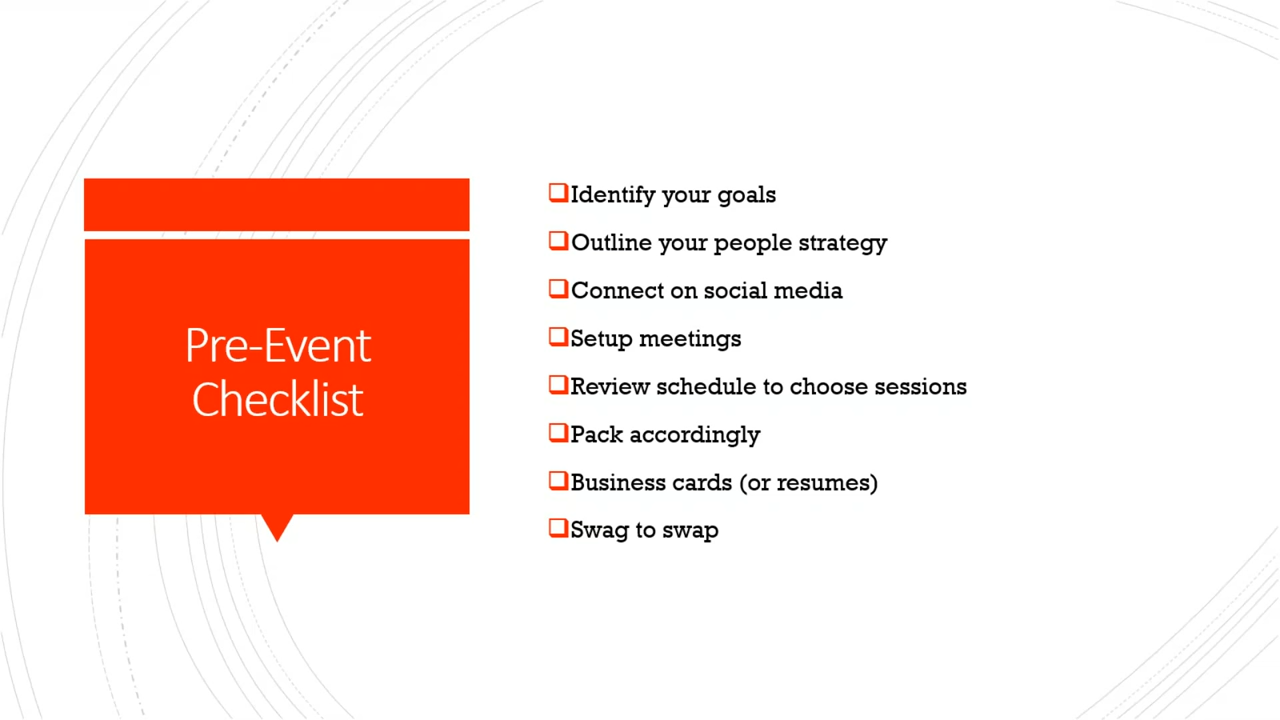 Pre-Event
Checklist
Identify your goals
Outline your people strategy
Connect on social media
Setup meetings
Review schedule to choose sessions
Pack accordingly
Business cards (or resumes)
Swag to swap